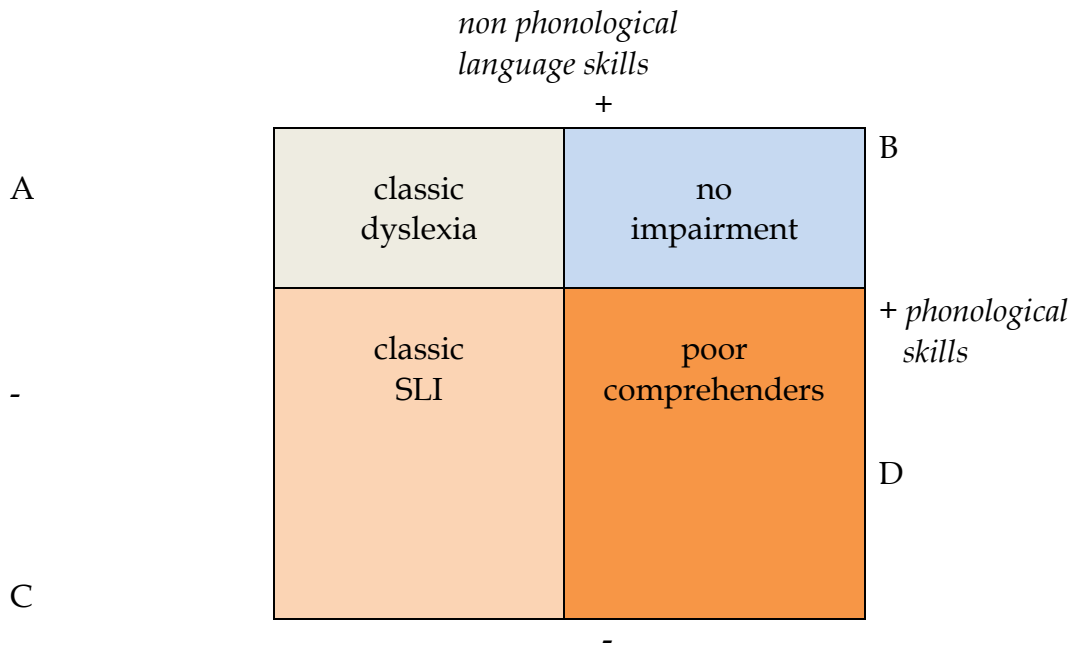 non phonological
language skills
+
B
A
classic
dyslexia
no
impairment
+ phonological
skills
classic
SLI
poor
comprehenders
-
D
C
-